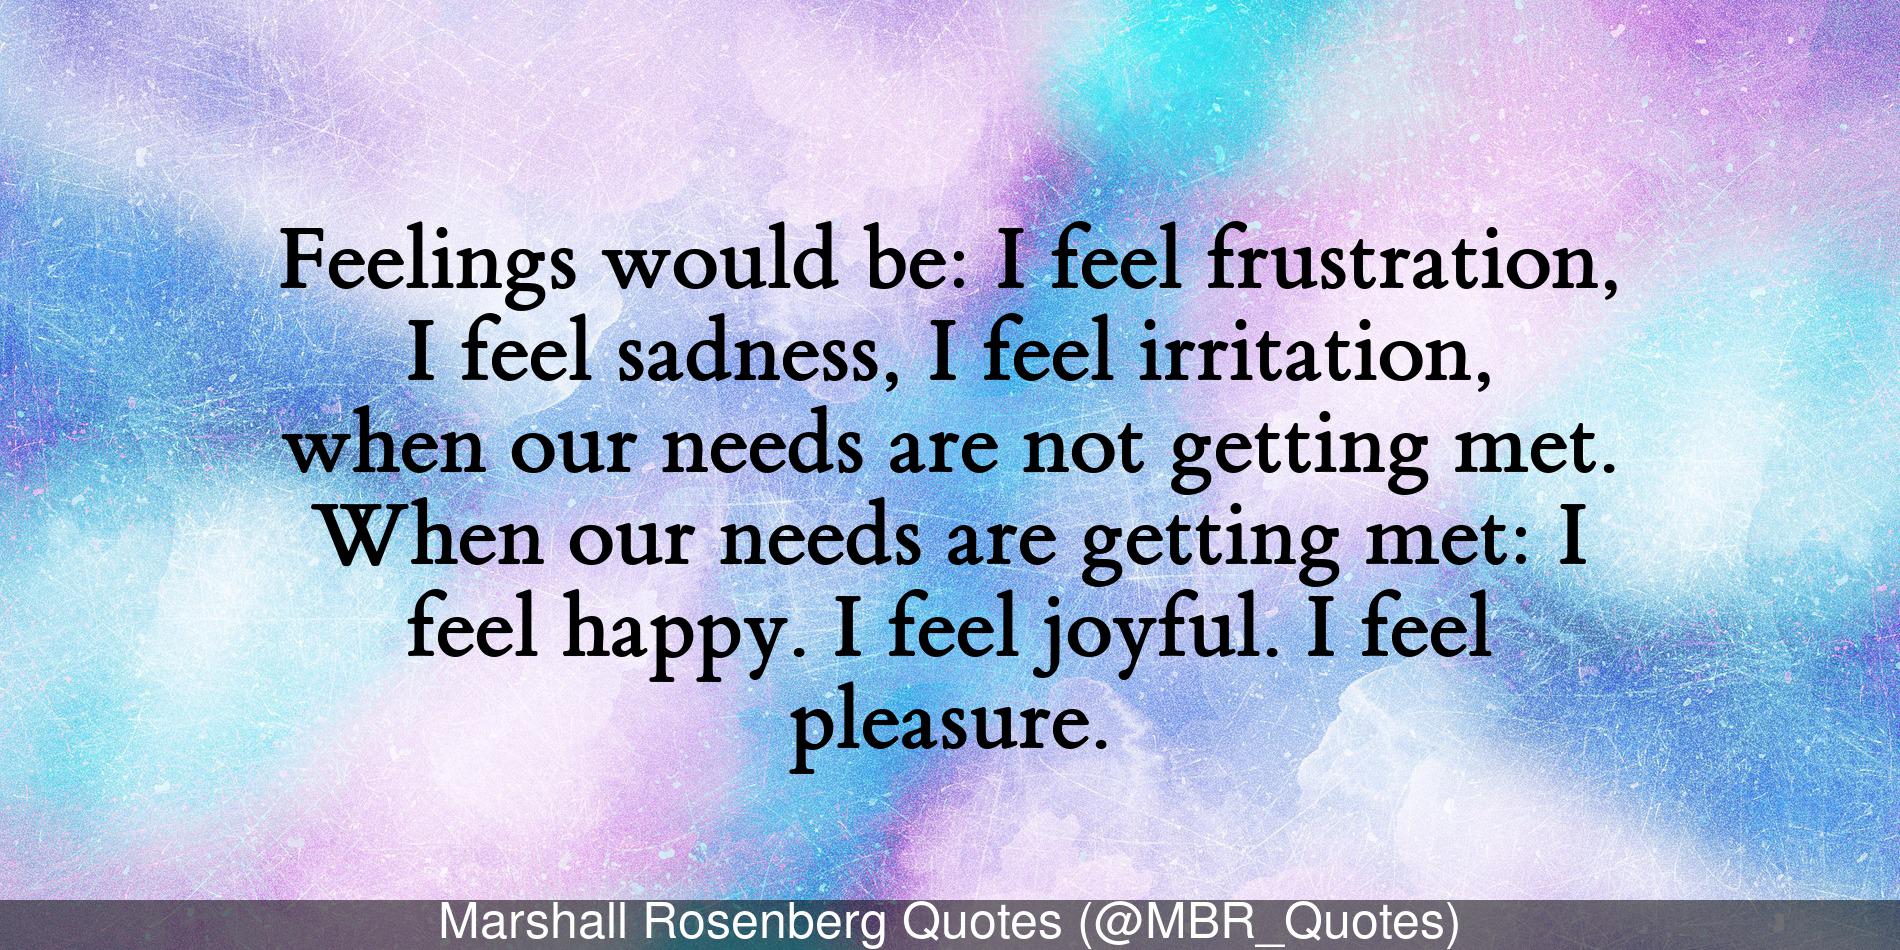 Feelings would be: I feel frustration,
I feel sadness, I feel irritation,
when our needs are not getting met.
When our needs are getting met: I
feel happy. I feel joyful. I feel
pleasure.
Marshall Rosenberg Quotes (@MBR_Quotes)